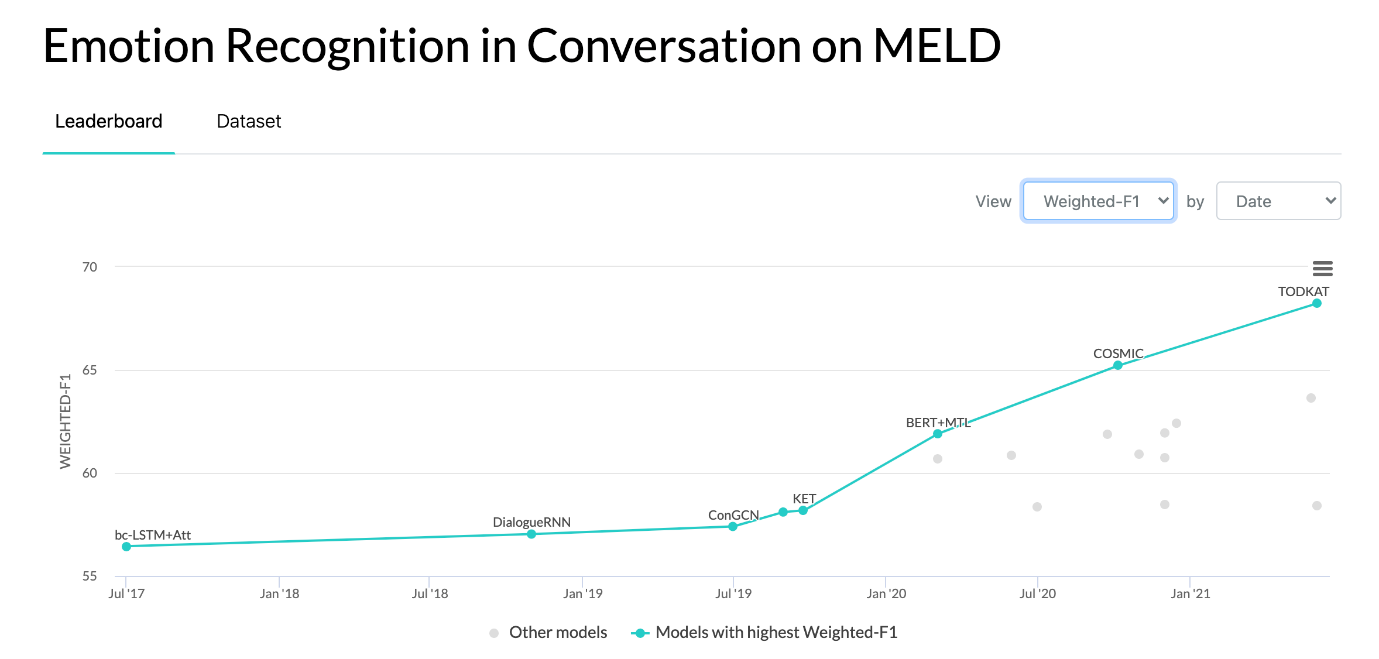 Emotion Recognition in Conversation on MELD
Leaderboard Dataset
View Weighted-F1 by Date
70
TODKAT
COSMIC
65
WEIGHTED-F1
BERT+MTL
60
KET
ConGCN
DialogueRNN
bc-LSTM+Att
55
Jul '17 Jan '18 Jul '18 Jan '19 Jul '19 Jan '20 Jul '20 Jan '21
Other models Models with highest Weighted-F1